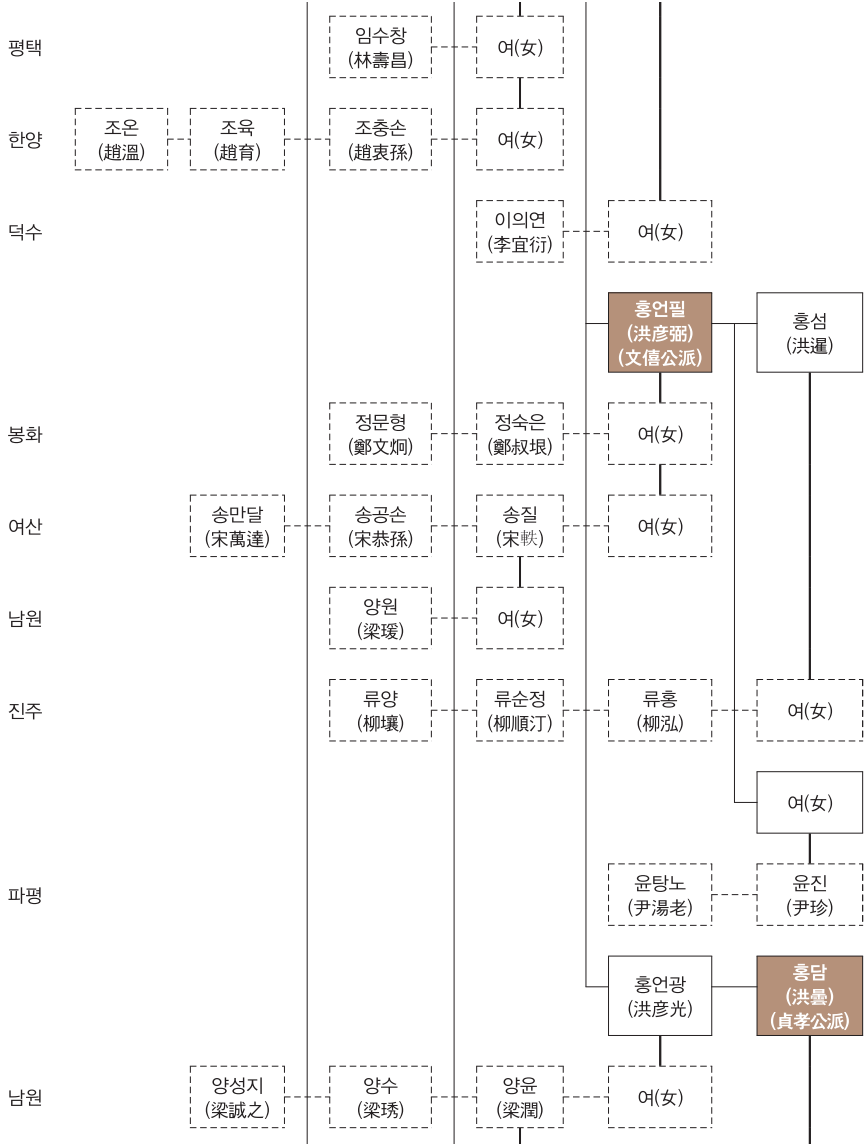 평택
임수창
(林壽昌)
여(女)
한양
조온
(趙溫)
조육
(趙育)
조충손
(趙衷孫)
여(女)
덕수
이의연
(李宜衍)
여(女)
홍언필
(洪彦弼)
(文僖公派)
홍섬
(洪暹)
봉화
정문형
(鄭文炯)
정숙은
(鄭叔垠)
여(女)
여산
송만달
(宋萬達)
송공손
(宋恭孫)
송질
(宋軼)
여(女)
남원
양원
(梁瑗)
여(女)
진주
류양
(柳壤)
류순정
(柳順汀)
류홍
(柳泓)
여(女)
여(女)
파평
윤탕노
(尹湯老)
윤진
(尹珍)
홍언광
(洪彦光)
홍담
(洪曇)
(貞孝公派)
남원
양성지
(梁誠之)
양수
(梁琇)
양윤
(梁潤)
여(女)